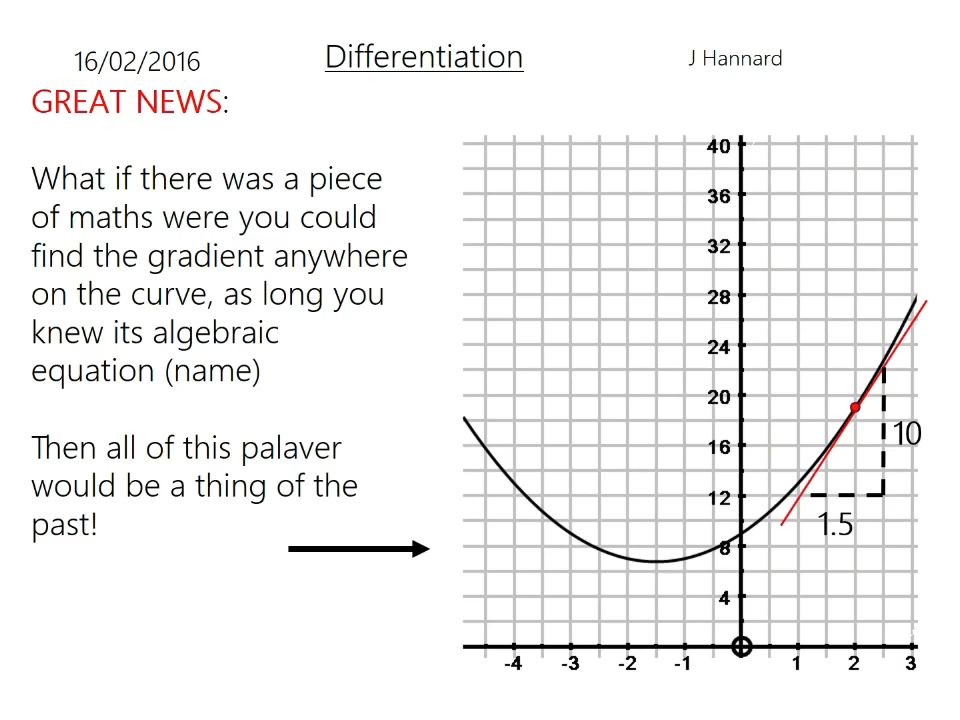 16/02/2016
Differentiation
J Hannard
GREAT NEWS:
What if there was a piece
of maths were you could
find the gradient anywhere
on the curve, as long you
knew its algebraic
equation (name)
Then all of this palaver
would be a thing of the
past!
40
36
32
28
24
20
16
12
8
4
10
1.5
-4 -3 -2 -1 1 2 3